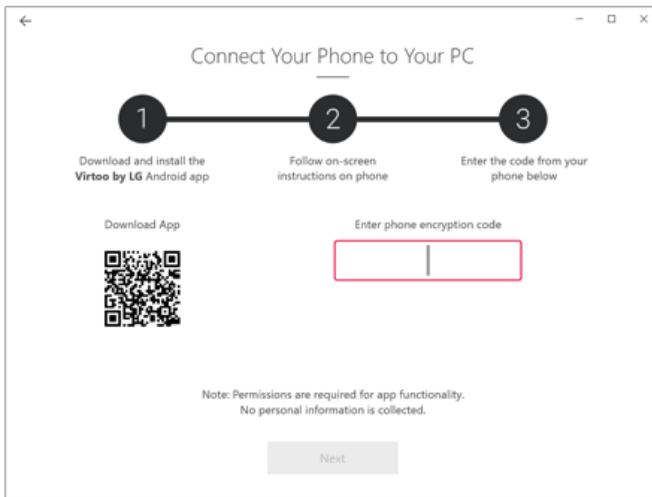 Connect Your Phone to Your PC
1
2
3
Download and install the
Virtoo by LG Android app
Follow on-screen
instructions on phone
Enter the code from your
phone below
Download App
Enter phone encryption code
Note: Permissions are required for app functionality.
No personal information is collected.
Next